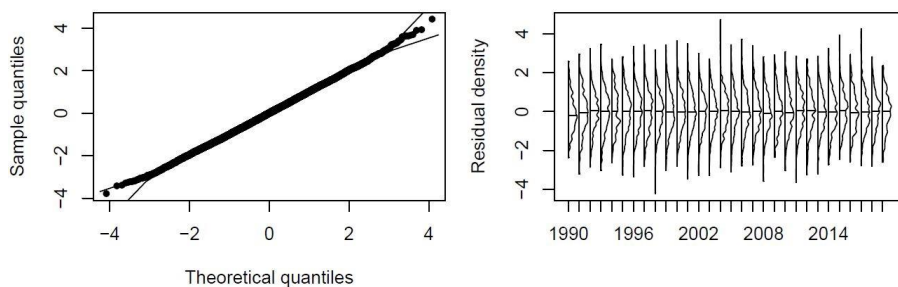 Sample quantiles
4
2
0
−2
−4
−4 −2 0 2 4
Theoretical quantiles
Residual density
4
2
0
−2
−4
1990 1996 2002 2008 2014